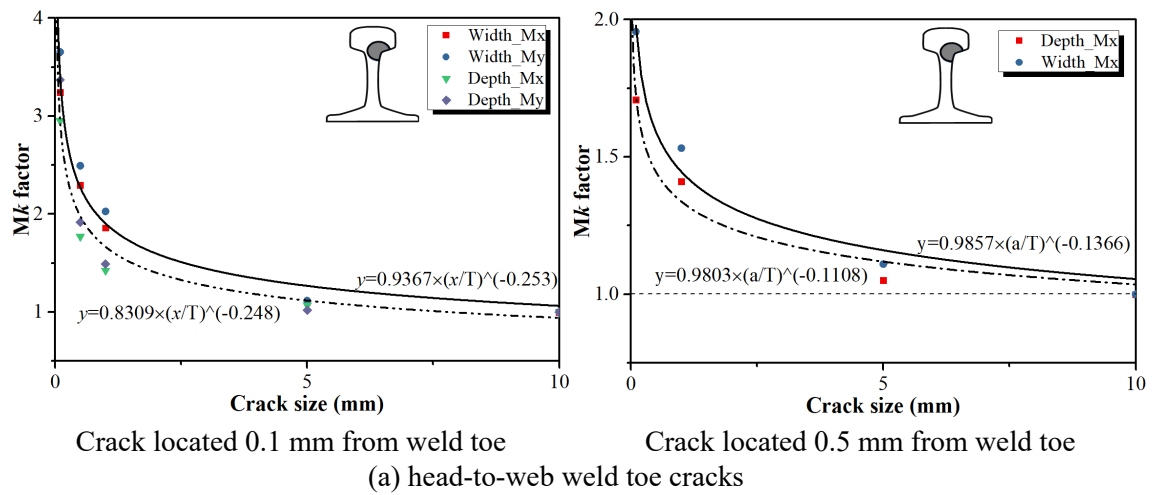 4
3
2
1
0
5
10
Mk factor
Crack size (mm)
Width_Mx
Width_My
Depth_Mx
Depth_My
y=0.9367×(x/T)^(-0.253)
y=0.8309×(x/T)^(-0.248)
Crack located 0.1 mm from weld toe
2.0
1.5
1.0
0
5
10
Mk factor
Crack size (mm)
Depth_Mx
Width_Mx
y=0.9857×(a/T)^(-0.1366)
y=0.9803×(a/T)^(-0.1108)
Crack located 0.5 mm from weld toe
(a) head-to-web weld toe cracks